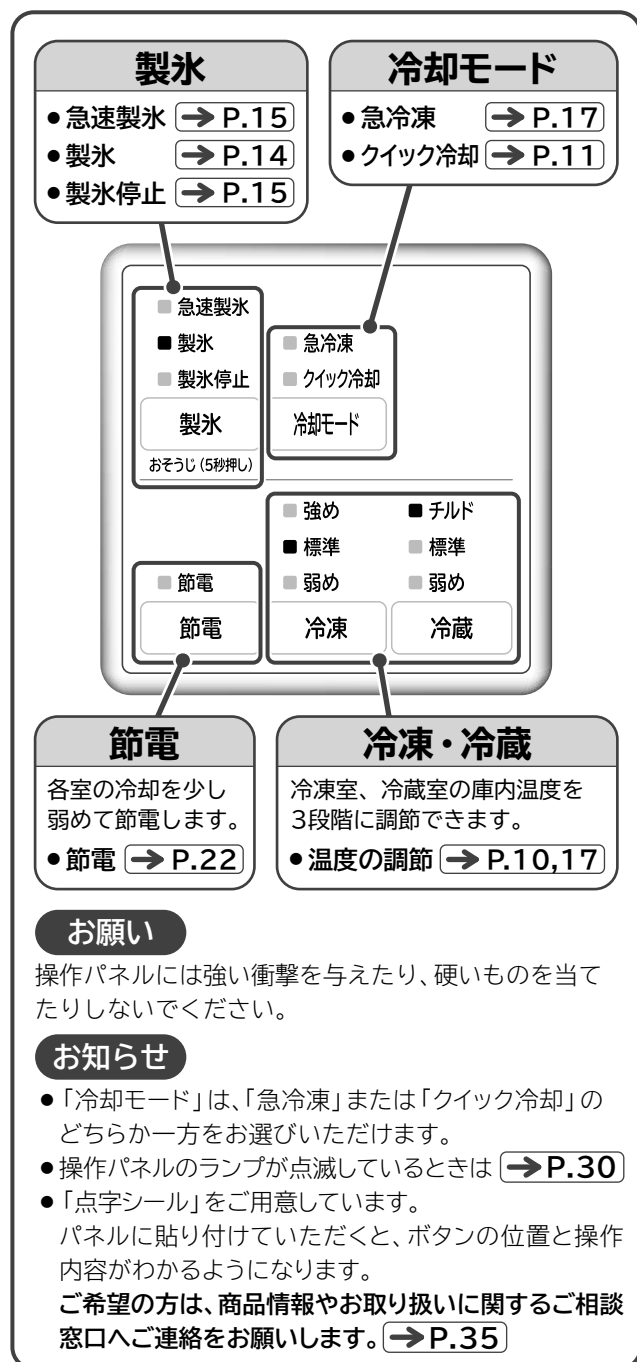 製氷
●急速製氷 → P.15
●製氷 → P.14
●製氷停止 → P.15
冷却モード
●急冷凍 → P.17
●クイック冷却 → P.11
急速製氷
製氷
製氷停止
製氷
おそうじ（5秒押し）
急冷凍
クイック冷却
冷却モード
節電
節電
強め
標準
弱め
冷凍
チルド
標準
弱め
冷蔵
節電
各室の冷却を少し
弱めて節電します。
●節電 → P.22
冷凍・冷蔵
冷凍室、冷蔵室の庫内温度を
3段階に調節できます。
●温度の調節 → P.10,17
お願い
操作パネルには強い衝撃を与えたり、硬いものを当て
たりしないでください。
お知らせ
●「冷却モード」は、「急冷凍」または「クイック冷却」の
どちらか一方をお選びいただけます。
●操作パネルのランプが点滅しているときは → P.30
●「点字シール」をご用意しています。
パネルに貼り付けていただくと、ボタンの位置と操作
内容がわかるようになります。
ご希望の方は、商品情報やお取り扱いに関するご相談
窓口へご連絡をお願いします。 → P.35